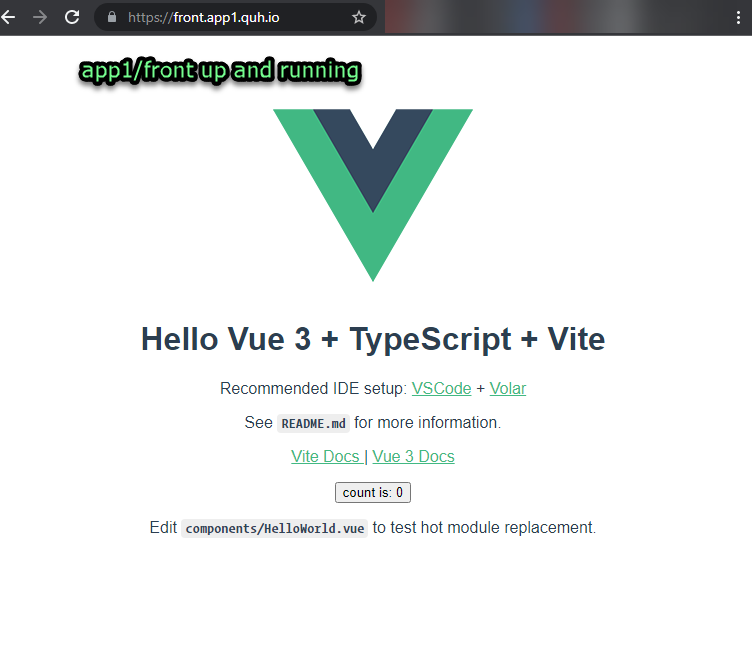 https://front.app1.quh.io
app1/front up and running
Hello Vue 3 + TypeScript + Vite
Recommended IDE setup: VSCode + Volar
See README.md for more information.
Vite Docs | Vue 3 Docs
count is: 0
Edit components/HelloWorld.vue to test hot module replacement.